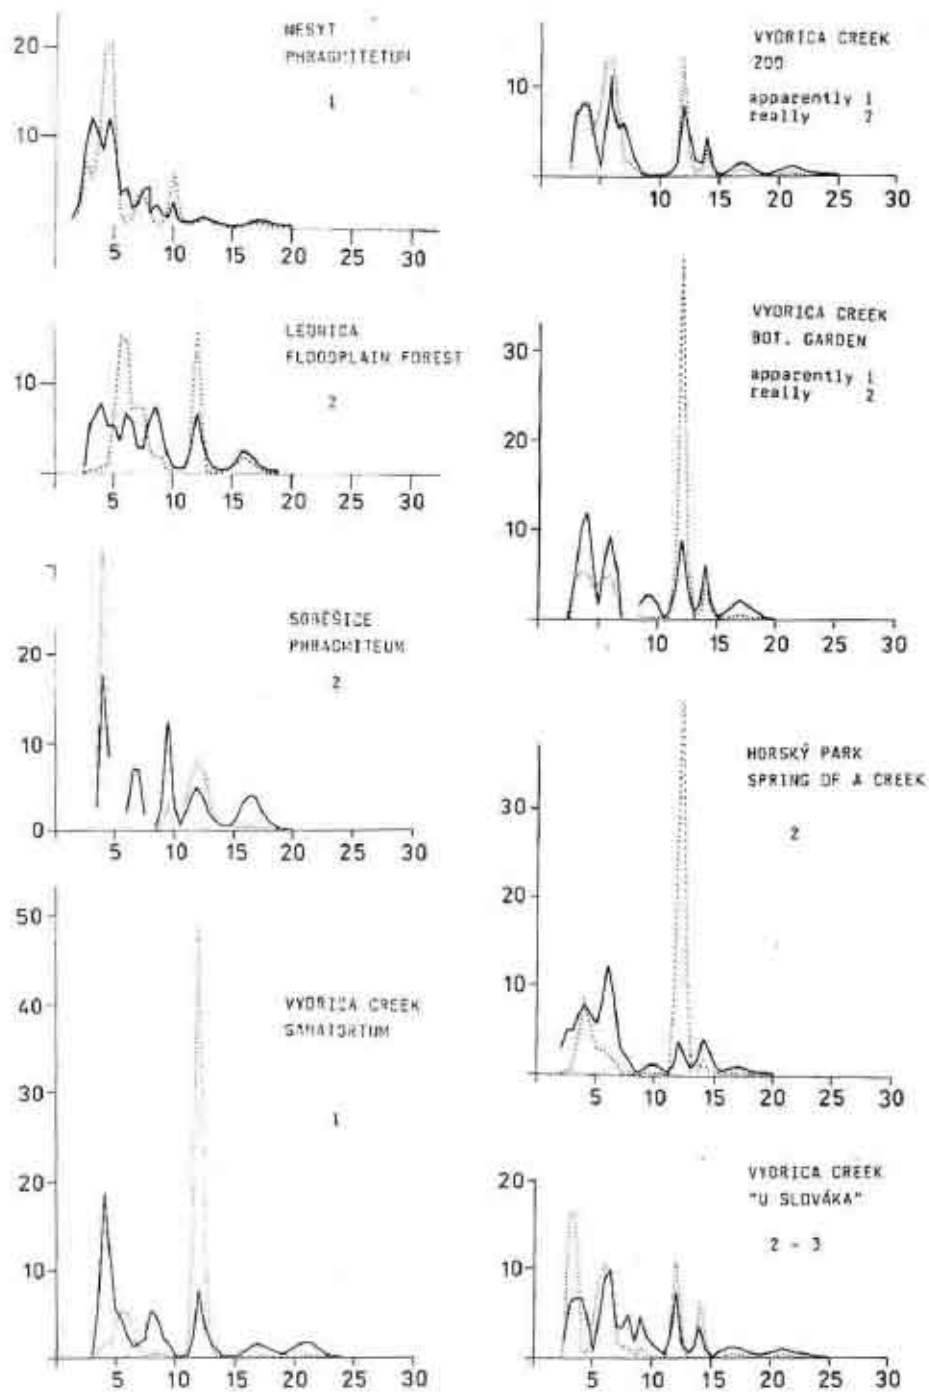 NESYT
PHRAGMITETUM
1
20
10
5 10 15 20 25 30
LEDNICA
FLOODPLAIN FOREST
2
10
5 10 15 20 25 30
SOBĚŠICE
PHRAGMITEUM
2
20
10
0
5 10 15 20 25 30
VYDRICA CREEK
SANATORIUM
1
50
40
30
20
10
5 10 15 20 25 30
VYDRICA CREEK
ZOO
apparently 1
really 2
10
10 15 20 25 30
VYDRICA CREEK
BOT. GARDEN
apparently 1
really 2
30
20
10
10 15 20 25 30
HORSKÝ PARK
SPRING OF A CREEK
2
30
20
10
5 10 15 20 25 30
VYDRICA CREEK
"U SLOVÁKA"
2 - 3
20
10
5 10 15 20 25 30